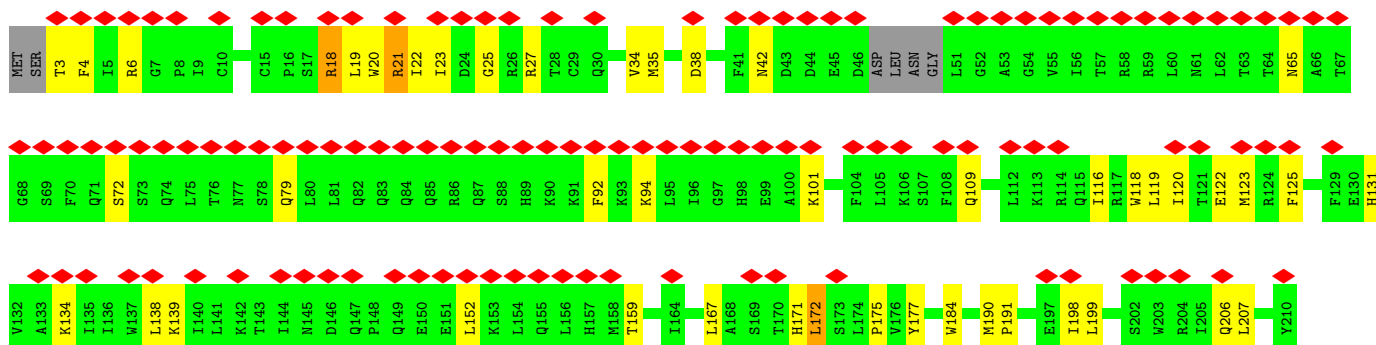 MET SER T3 F4 I5 R6 G7 P8 I9 C10 C15 P16 S17 R18 L19 W20 R21 I22 I23 D24 G25 R26 R27 T28 C29 Q30 V34 M35 D38 F41 N42 D43 D44 E45 D46 ASP LEU ASN GLY L51 G52 A53 G54 V55 I56 T57 R58 R59 L60 N61 L62 T63 T64 N65 A66 T67
G68 S69 F70 Q71 S72 S73 Q74 L75 T76 N77 S78 Q79 L80 L81 Q82 Q83 Q84 Q85 R86 Q87 S88 H89 K90 K91 F92 K93 K94 L95 I96 G97 H98 E99 A100 K101 F104 L105 K106 S107 F108 Q109 L112 K113 R114 Q115 I116 R117 W118 L119 I120 T121 E122 M123 R124 F125 F129 E130 H131
V132 A133 K134 I135 I136 W137 L138 K139 I140 L141 K142 T143 I144 N145 D146 Q147 P148 Q149 E150 E151 L152 K153 L154 Q155 L156 H157 M158 T159 I164 L167 A168 S169 T170 H171 L172 S173 L174 P175 V176 Y177 W184 M190 P191 E197 I198 L199 S202 W203 R204 I205 Q206 L207 Y210